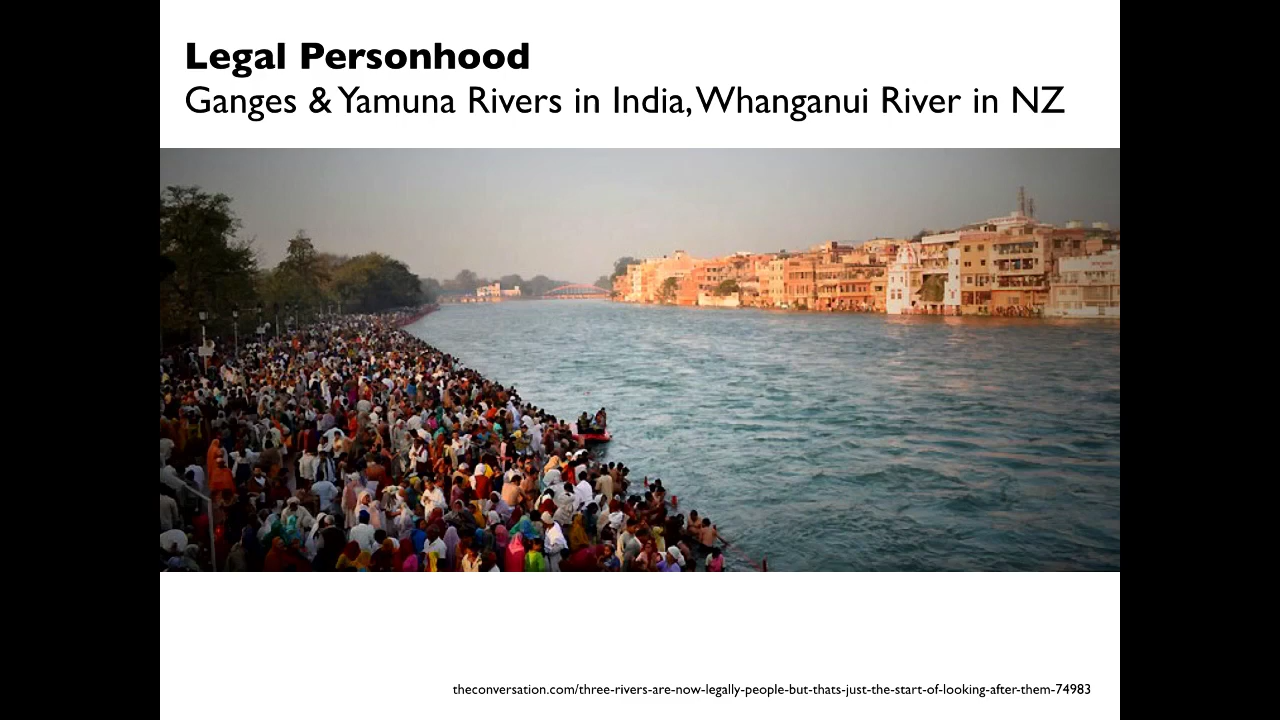 Legal Personhood
Ganges & Yamuna Rivers in India, Whanganui River in NZ
theconversation.com/three-rivers-are-now-legally-people-but-thats-just-the-start-of-looking-after-them-74983